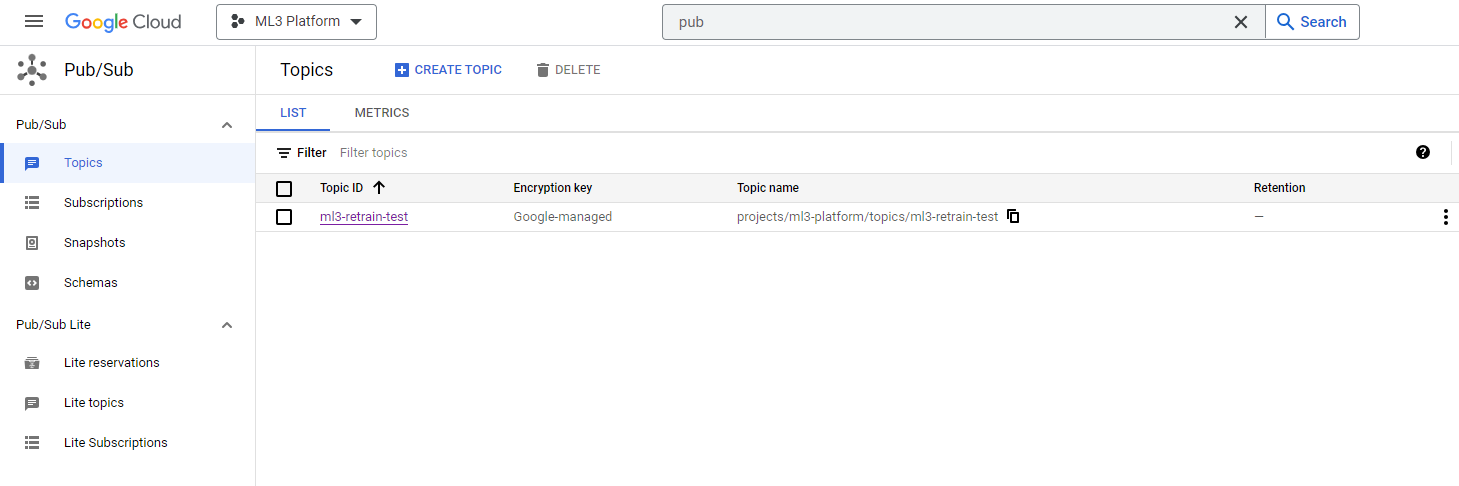 Google Cloud
ML3 Platform
pub
Search
Pub/Sub
Topics
CREATE TOPIC
DELETE
Pub/Sub
Topics
Subscriptions
Snapshots
Schemas
Pub/Sub Lite
Lite reservations
Lite topics
Lite Subscriptions
LIST METRICS
Filter Filter topics
Topic ID Encryption key Topic name Retention
ml3-retrain-test Google-managed projects/ml3-platform/topics/ml3-retrain-test —